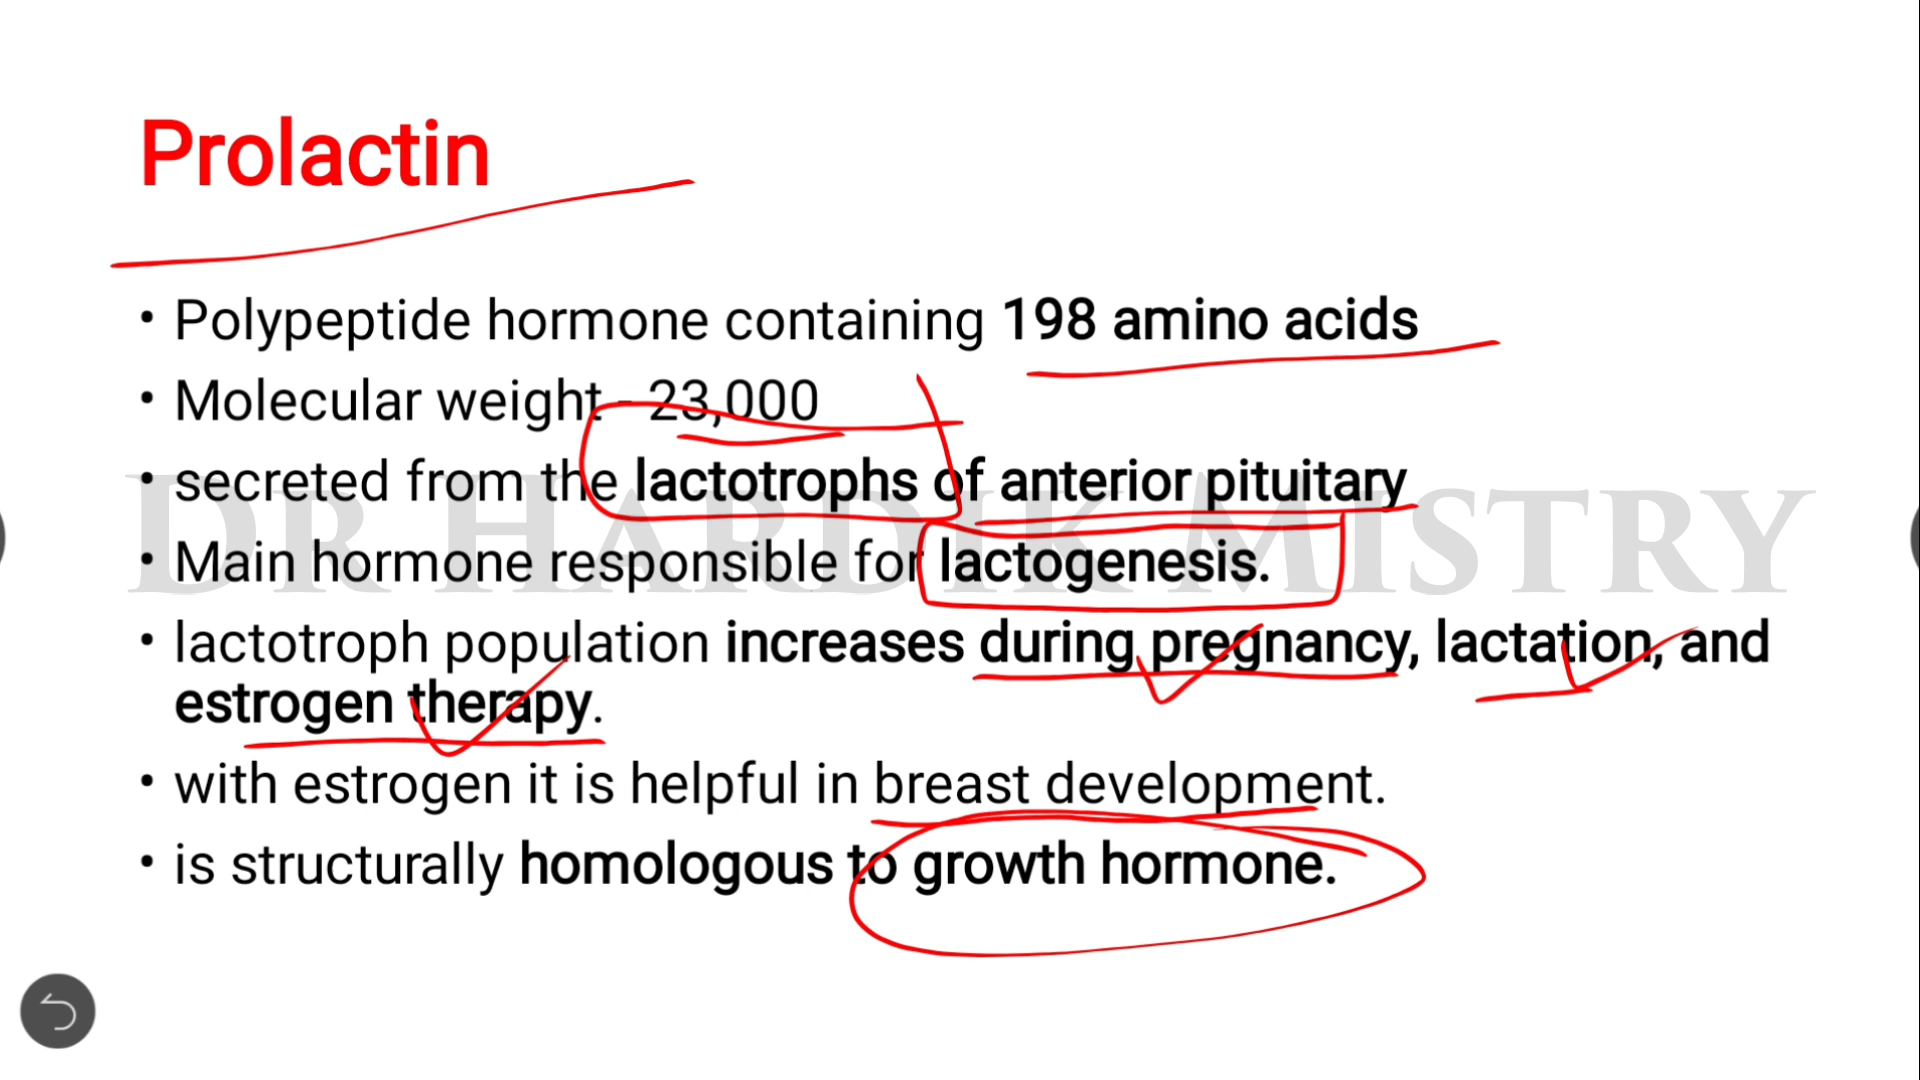 Prolactin
• Polypeptide hormone containing 198 amino acids
• Molecular weight - 23,000
• secreted from the lactotrophs of anterior pituitary
DR HARDIK MISTRY
• Main hormone responsible for lactogenesis.
• lactotroph population increases during pregnancy, lactation, and
estrogen therapy.
• with estrogen it is helpful in breast development.
• is structurally homologous to growth hormone.